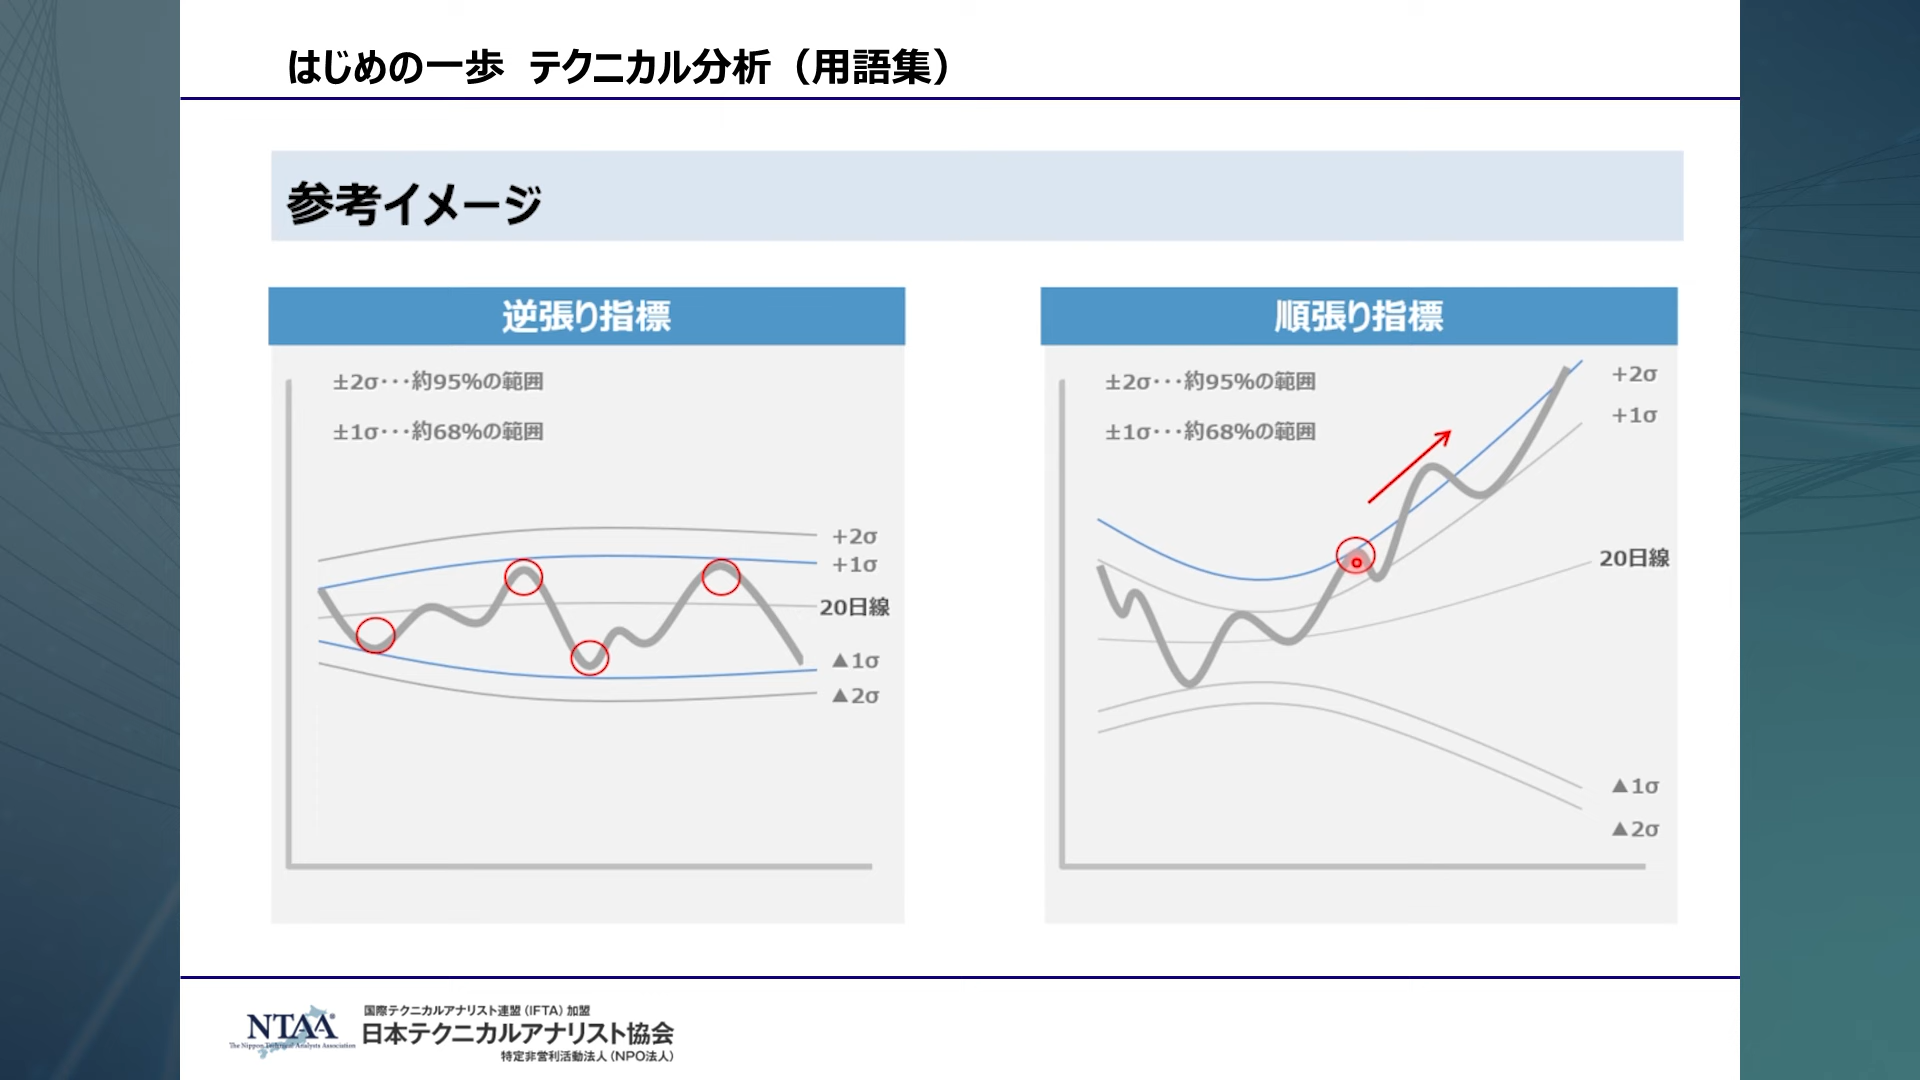 はじめの一歩 テクニカル分析（用語集）
参考イメージ
逆張り指標
±2σ･･･約95%の範囲
±1σ･･･約68%の範囲
+2σ
+1σ
20日線
▲1σ
▲2σ
順張り指標
±2σ･･･約95%の範囲
±1σ･･･約68%の範囲
+2σ
+1σ
20日線
▲1σ
▲2σ
NTAA
The Nippon Technical Analysts Association
国際テクニカルアナリスト連盟（IFTA）加盟
日本テクニカルアナリスト協会
特定非営利活動法人（NPO法人）